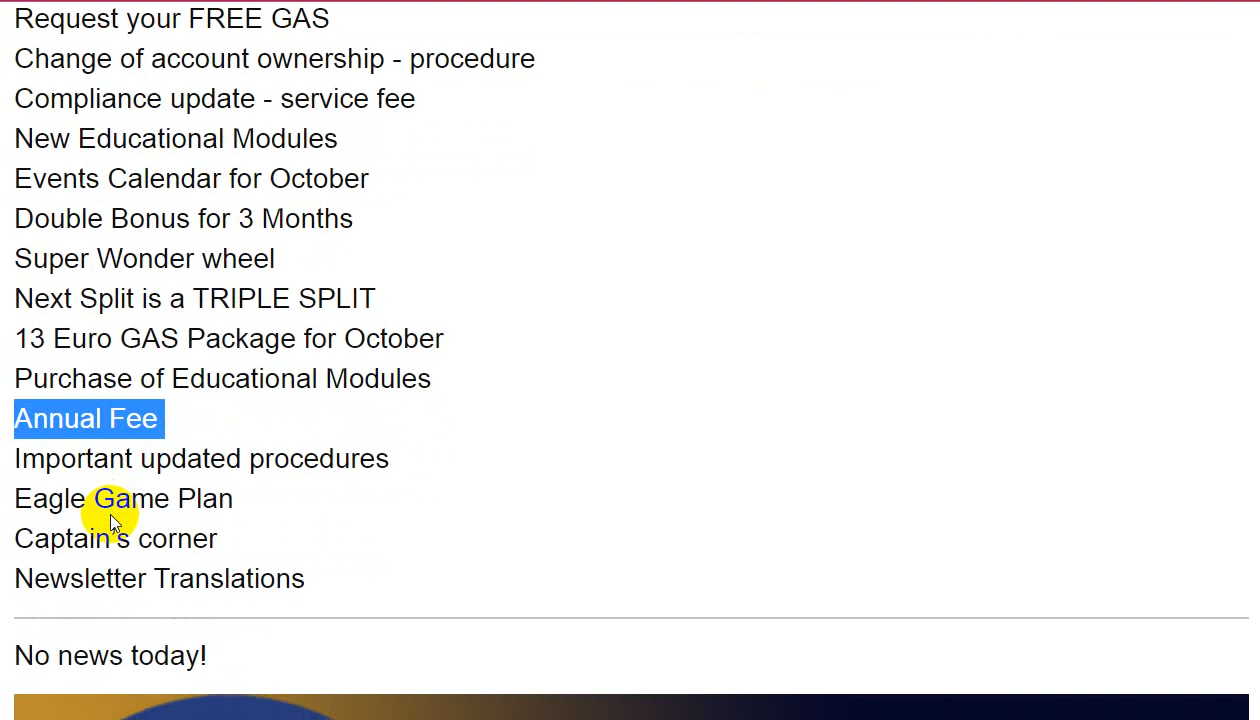 Request your FREE GAS
Change of account ownership - procedure
Compliance update - service fee
New Educational Modules
Events Calendar for October
Double Bonus for 3 Months
Super Wonder wheel
Next Split is a TRIPLE SPLIT
13 Euro GAS Package for October
Purchase of Educational Modules
Annual Fee
Important updated procedures
Eagle Game Plan
Captain's corner
Newsletter Translations
No news today!